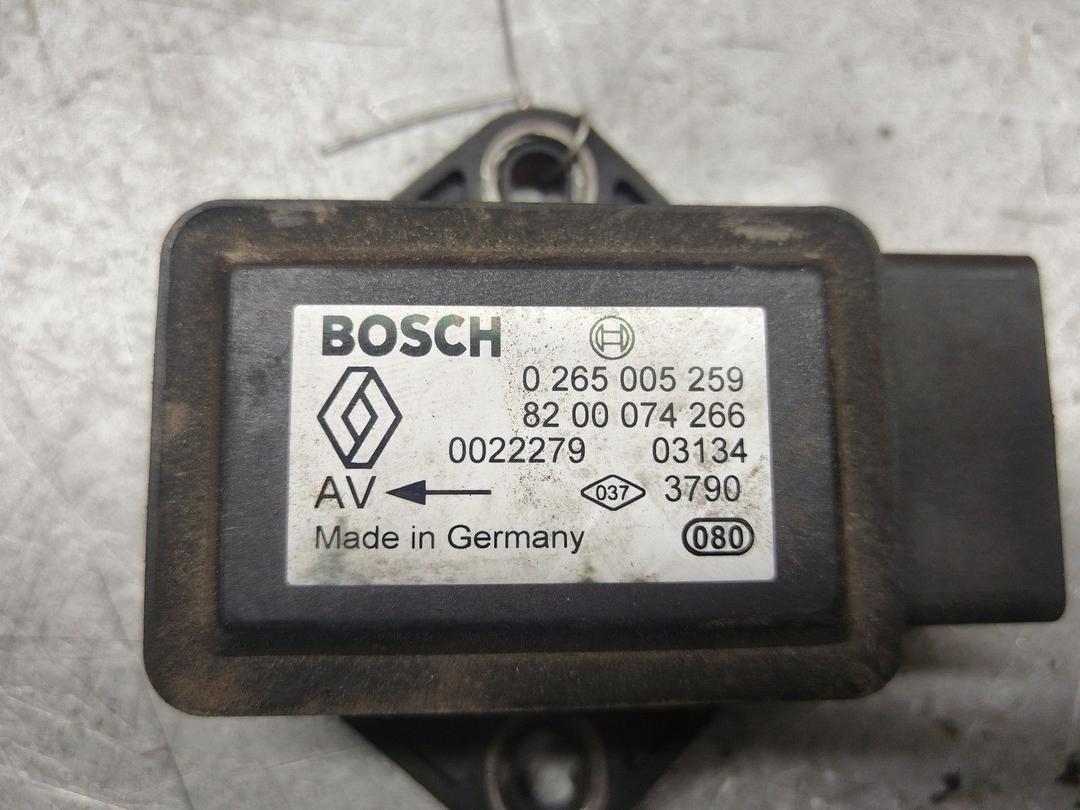 BOSCH
0 265 005 259
82 00 074 266
0022279 03134
AV 037 3790
Made in Germany 080